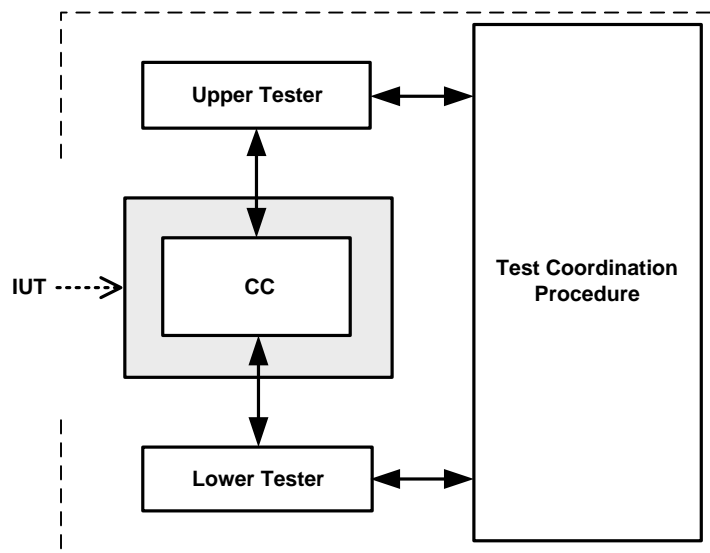 Upper Tester
IUT
CC
Test Coordination
Procedure
Lower Tester